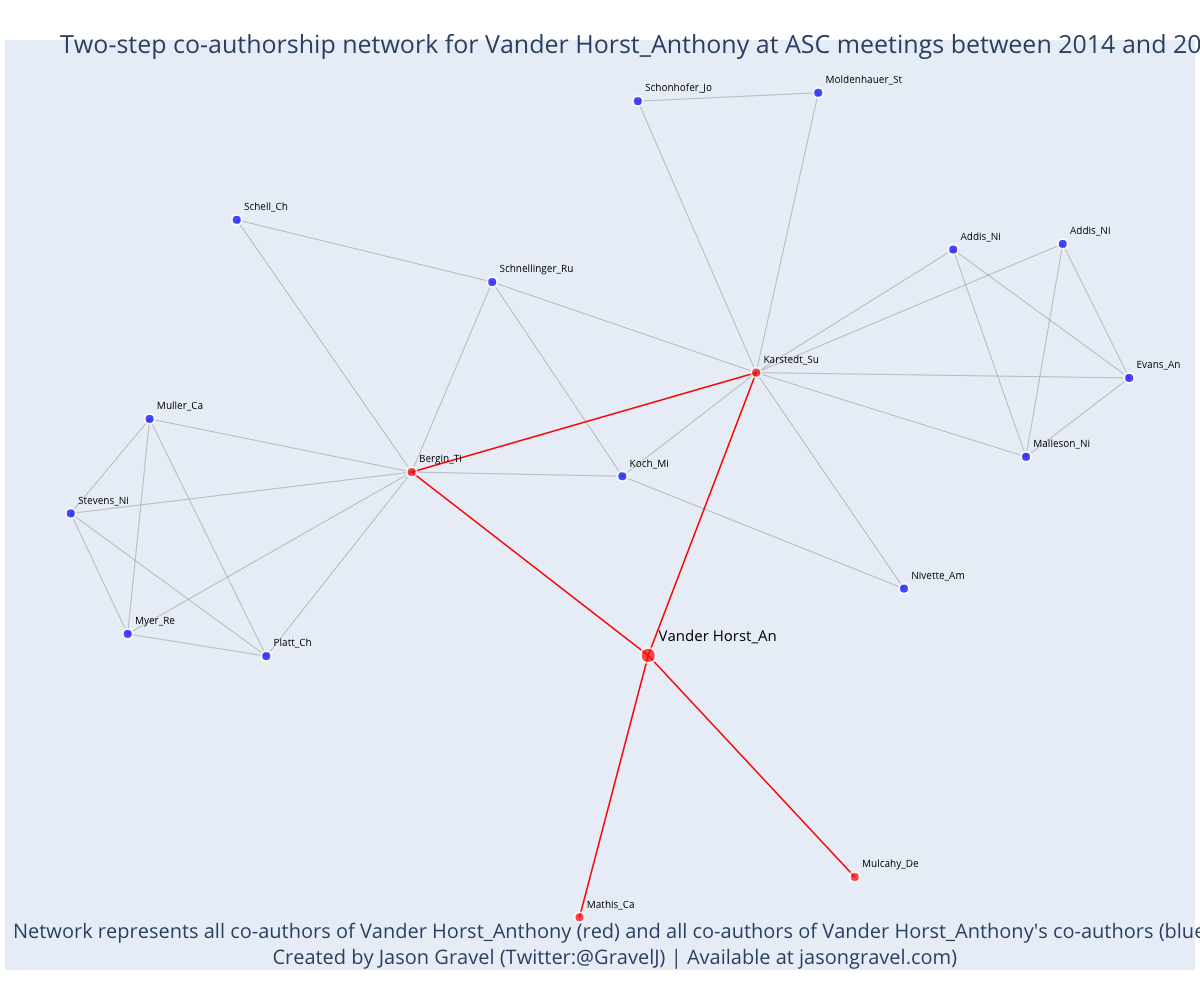 Two-step co-authorship network for Vander Horst_Anthony at ASC meetings between 2014 and 20
Schonhofer_Jo
Moldenhauer_St
Schell_Ch
Addis_Ni
Addis_Ni
Schnellinger_Ru
Karstedt_Su
Evans_An
Muller_Ca
Malleson_Ni
Bergin_Ti
Koch_Mi
Stevens_Ni
Nivette_Am
Myer_Re
Vander Horst_An
Platt_Ch
Mulcahy_De
Mathis_Ca
Network represents all co-authors of Vander Horst_Anthony (red) and all co-authors of Vander Horst_Anthony's co-authors (blue
Created by Jason Gravel (Twitter:@GravelJ) | Available at jasongravel.com)